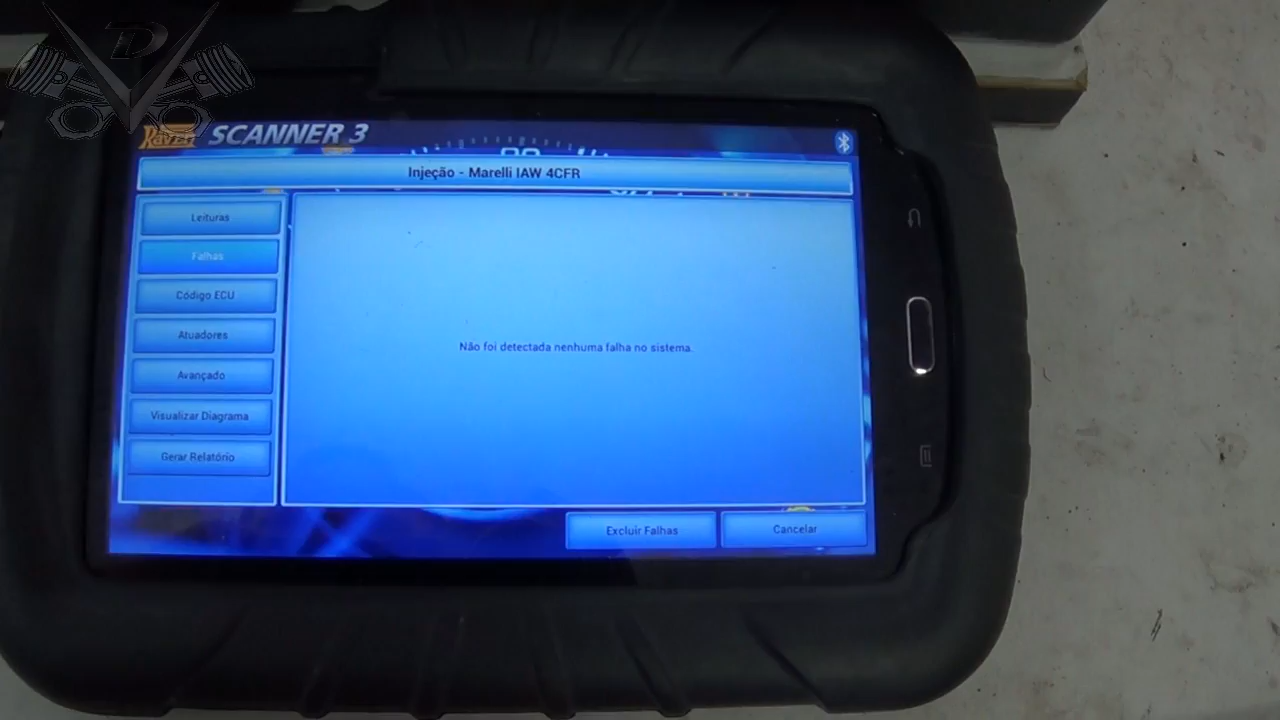 D
Raven SCANNER 3
Injeção - Marelli IAW 4CFR
Leituras
Falhas
Código ECU
Atuadores
Avançado
Visualizar Diagrama
Gerar Relatório
Não foi detectada nenhuma falha no sistema.
Excluir Falhas
Cancelar